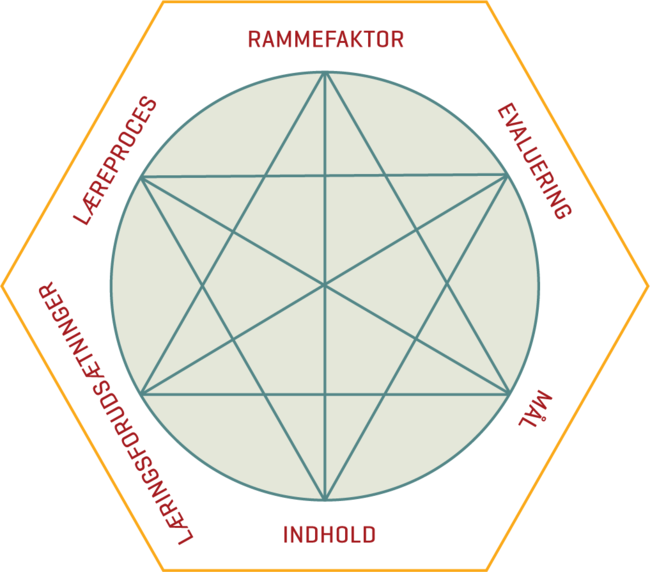 RAMMEFAKTOR
EVALUERING
MÅL
INDHOLD
LÆRINGSFORUDSÆTNINGER
LÆREPROCES